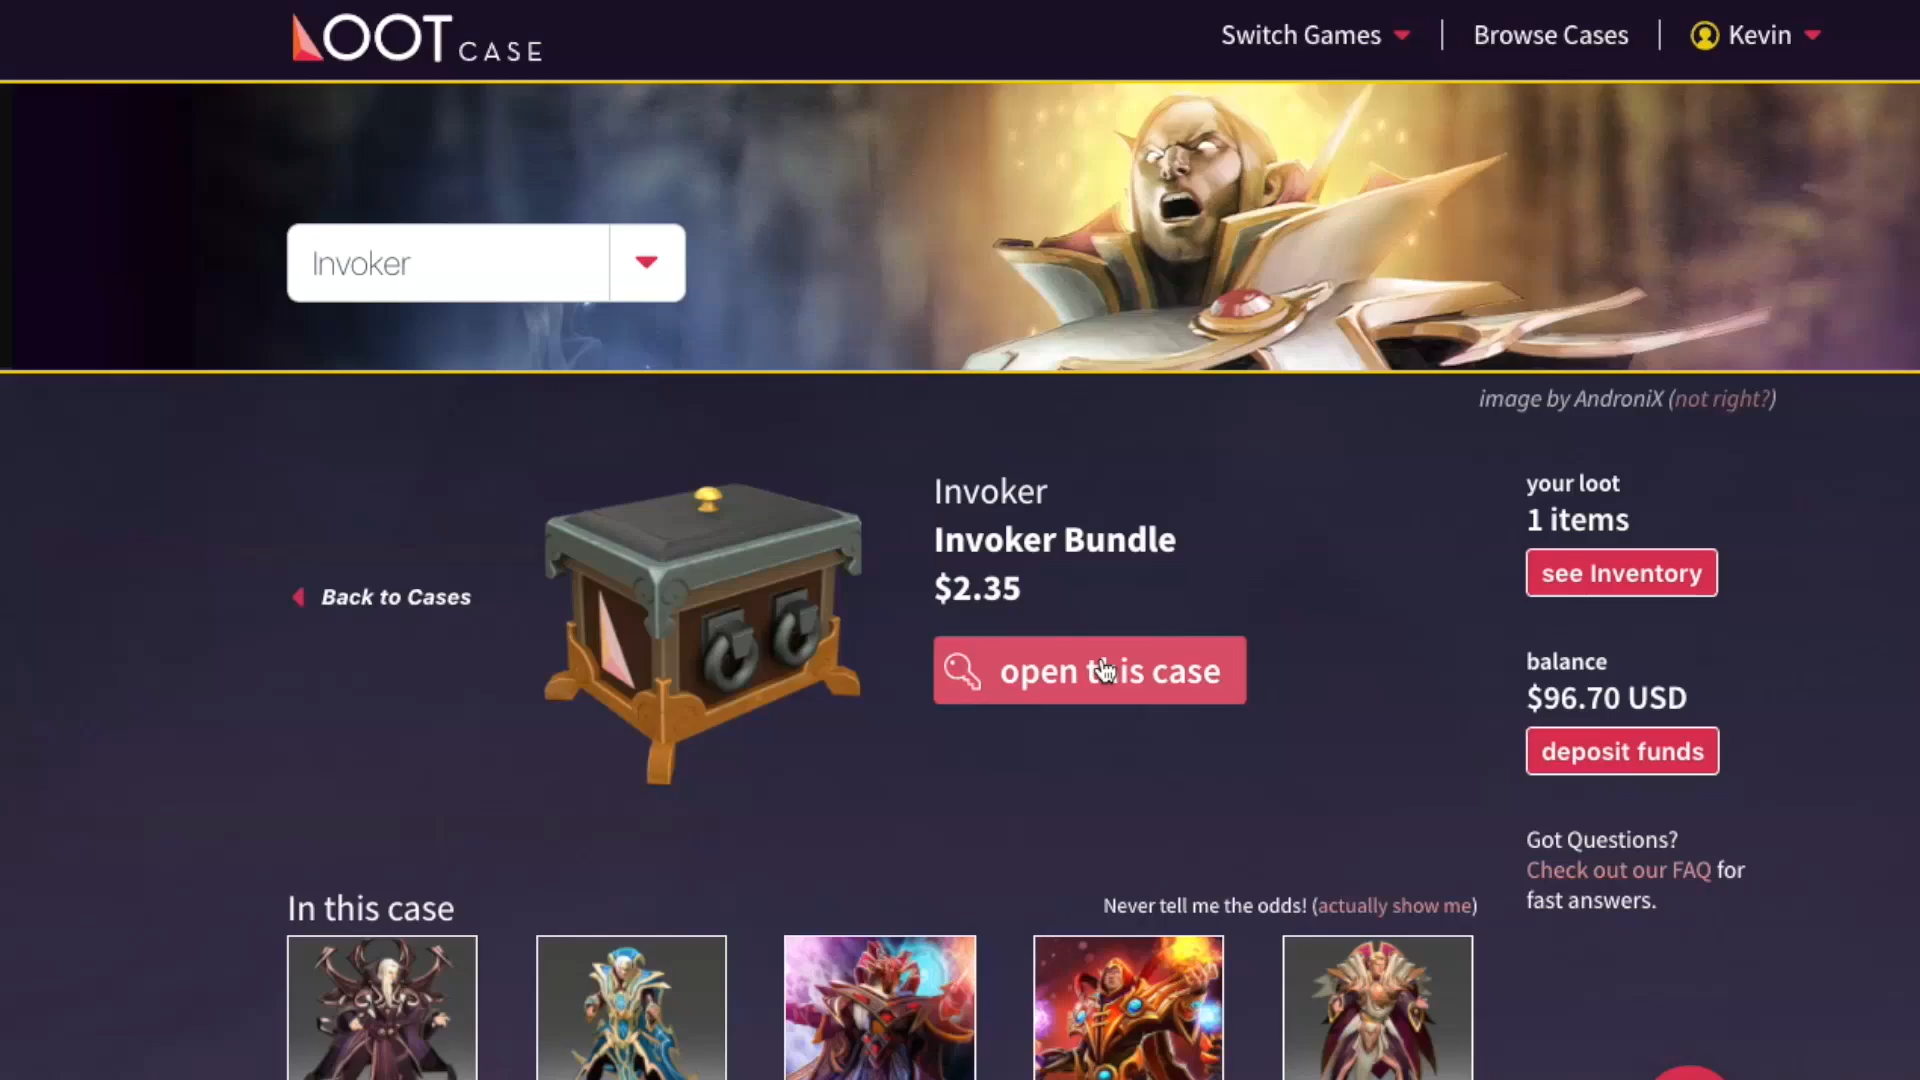 LOOT CASE
Switch Games
Browse Cases
Kevin
Invoker
image by AndroniX (not right?)
Invoker
Invoker Bundle
$2.35
open this case
Back to Cases
your loot
1 items
see Inventory
balance
$96.70 USD
deposit funds
Got Questions?
Check out our FAQ for
fast answers.
In this case
Never tell me the odds! (actually show me)